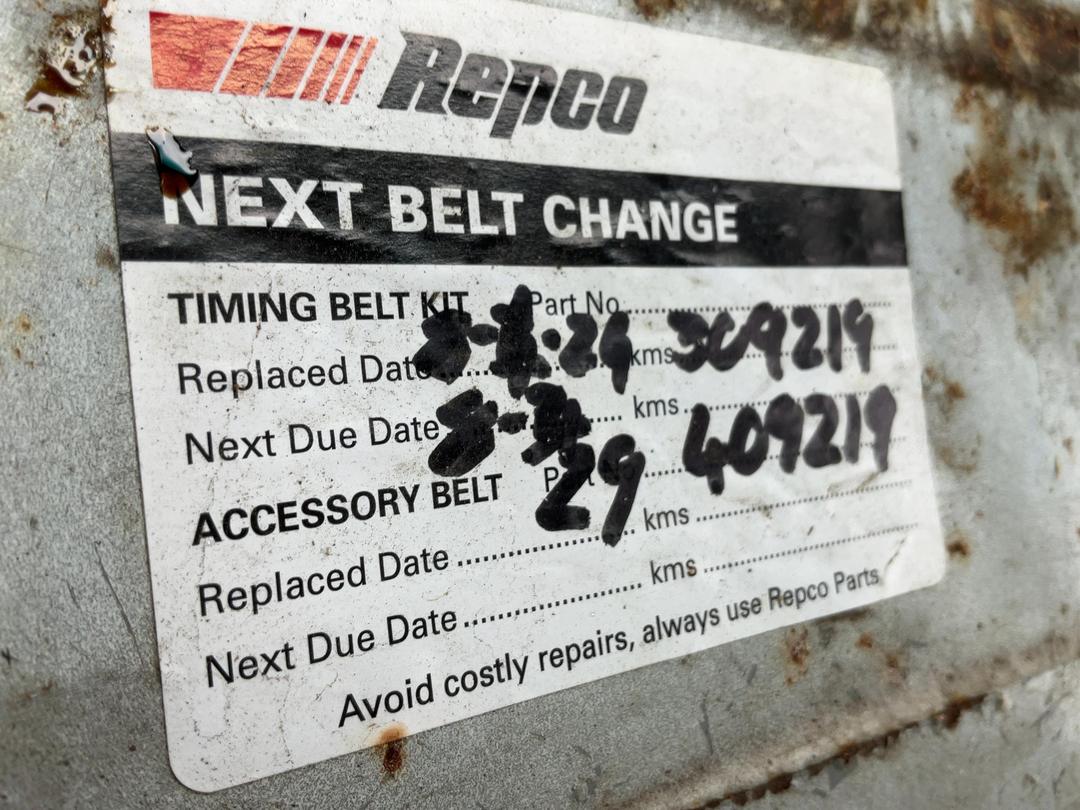 Repco
NEXT BELT CHANGE
TIMING BELT KIT Part No
Replaced Date kms 309219
Next Due Date 29 kms 409219
ACCESSORY BELT
Replaced Date kms
Next Due Date kms
Avoid costly repairs, always use Repco Parts